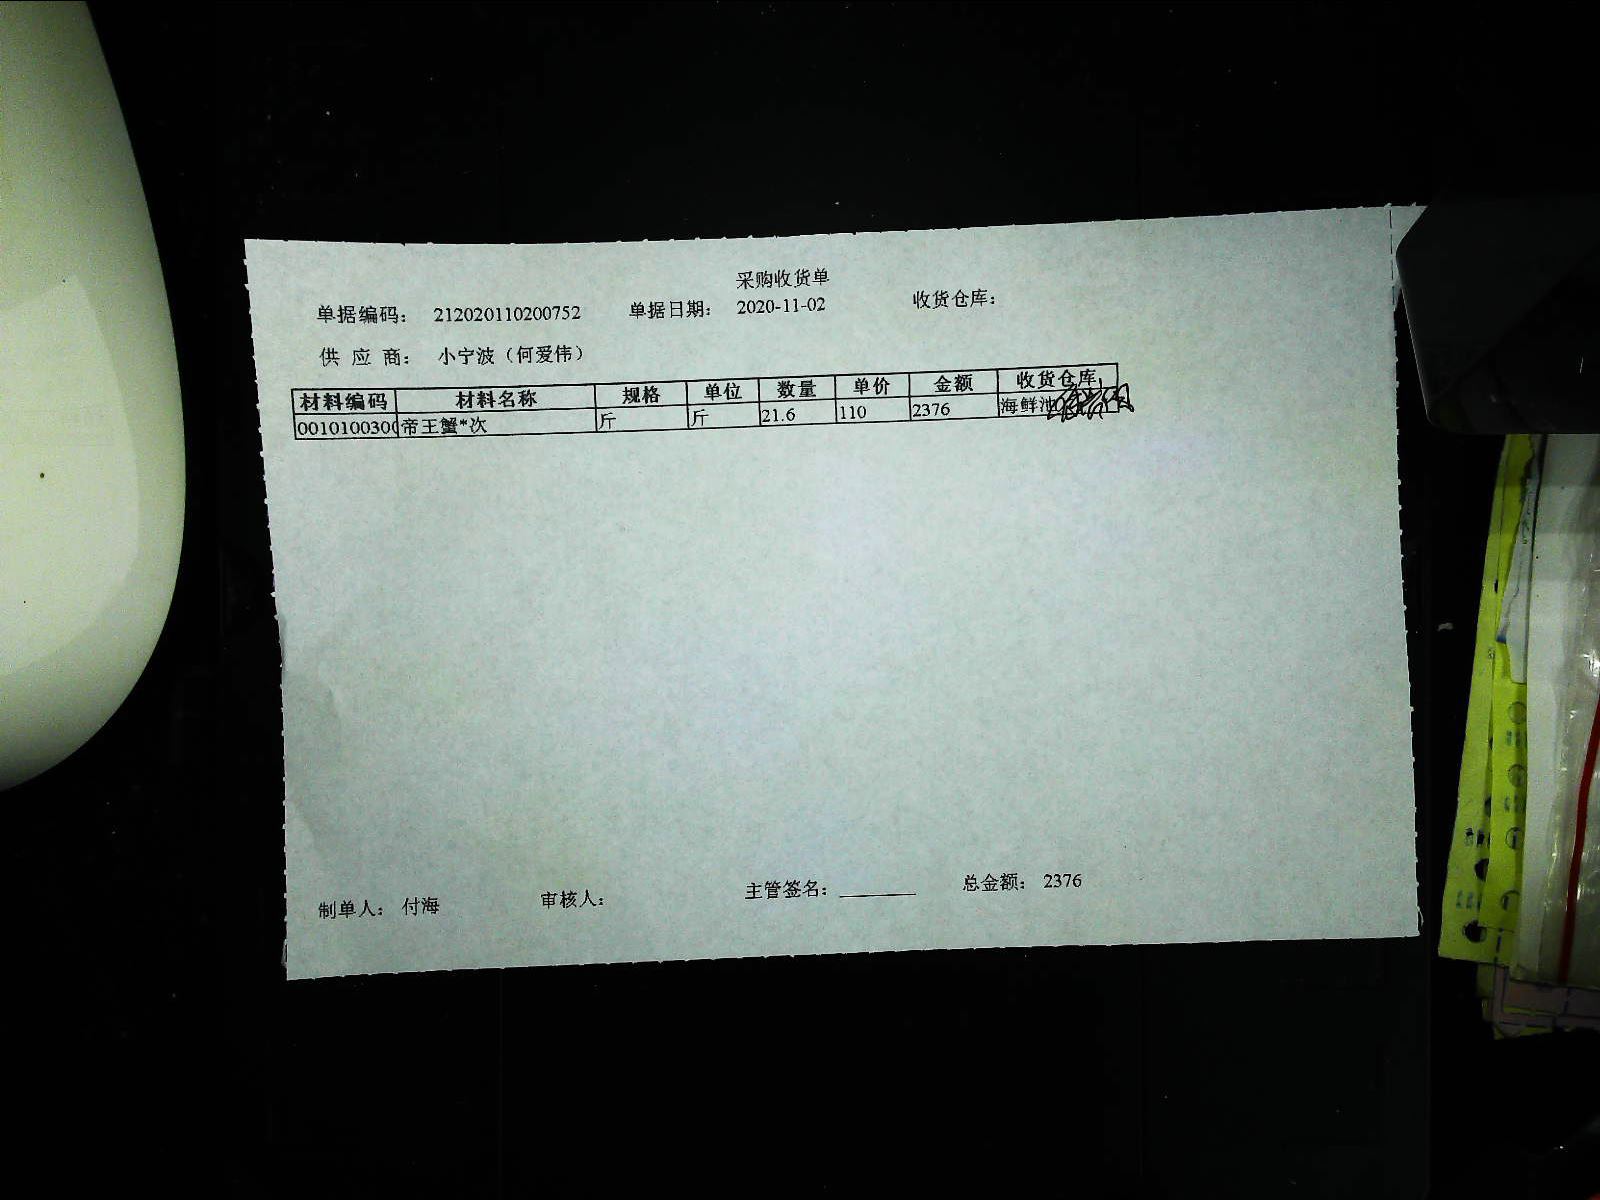 采购收货单
单据编码： 212020110200752 单据日期： 2020-11-02 收货仓库：
供 应 商： 小宁波（何爱伟）
材料编码 材料名称 规格 单位 数量 单价 金额 收货仓库
0010100300 帝王蟹*次 斤 斤 21.6 110 2376 海鲜池
制单人： 付海 审核人： 主管签名： 总金额： 2376